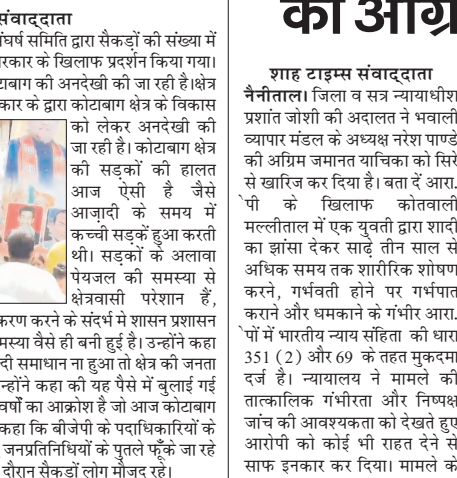 संवाददाता
घर्ष समिति द्वारा सैकड़ों की संख्या में
रकार के खिलाफ प्रदर्शन किया गया।
टाबाग की अनदेखी की जा रही है।क्षेत्र
कार के द्वारा कोटाबाग क्षेत्र के विकास
को लेकर अनदेखी की
जा रही है। कोटाबाग क्षेत्र
की सड़कों की हालत
आज ऐसी है जैसे
आज़ादी के समय में
कच्ची सड़कें हुआ करती
थी। सड़कों के अलावा
पेयजल की समस्या से
क्षेत्रवासी परेशान हैं,
करण करने के संदर्भ मे शासन प्रशासन
मस्या वैसे ही बनी हुई है। उन्होंने कहा
दी समाधान ना हुआ तो क्षेत्र की जनता
न्होंने कहा की यह पैसे में बुलाई गई
वर्षों का आक्रोश है जो आज कोटाबाग
कहा कि बीजेपी के पदाधिकारियों के
जनप्रतिनिधियों के पुतले फूँके जा रहे
दौरान सैकड़ों लोग मौजूद रहे।
की आग्र
शाह टाइम्स संवाददाता
नैनीताल। जिला व सत्र न्यायाधीश
प्रशांत जोशी की अदालत ने भवाली
व्यापार मंडल के अध्यक्ष नरेश पाण्डे
की अग्रिम जमानत याचिका को सिरे
से खारिज कर दिया है। बता दें आरा.
ेपी के खिलाफ कोतवाली
मल्लीताल में एक युवती द्वारा शादी
का झांसा देकर साढ़े तीन साल से
अधिक समय तक शारीरिक शोषण
करने, गर्भवती होने पर गर्भपात
कराने और धमकाने के गंभीर आरा.
ेपों में भारतीय न्याय संहिता की धारा
351 (2) और 69 के तहत मुकदमा
दर्ज है। न्यायालय ने मामले की
तात्कालिक गंभीरता और निष्पक्ष
जांच की आवश्यकता को देखते हुए
आरोपी को कोई भी राहत देने से
साफ इनकार कर दिया। मामले के